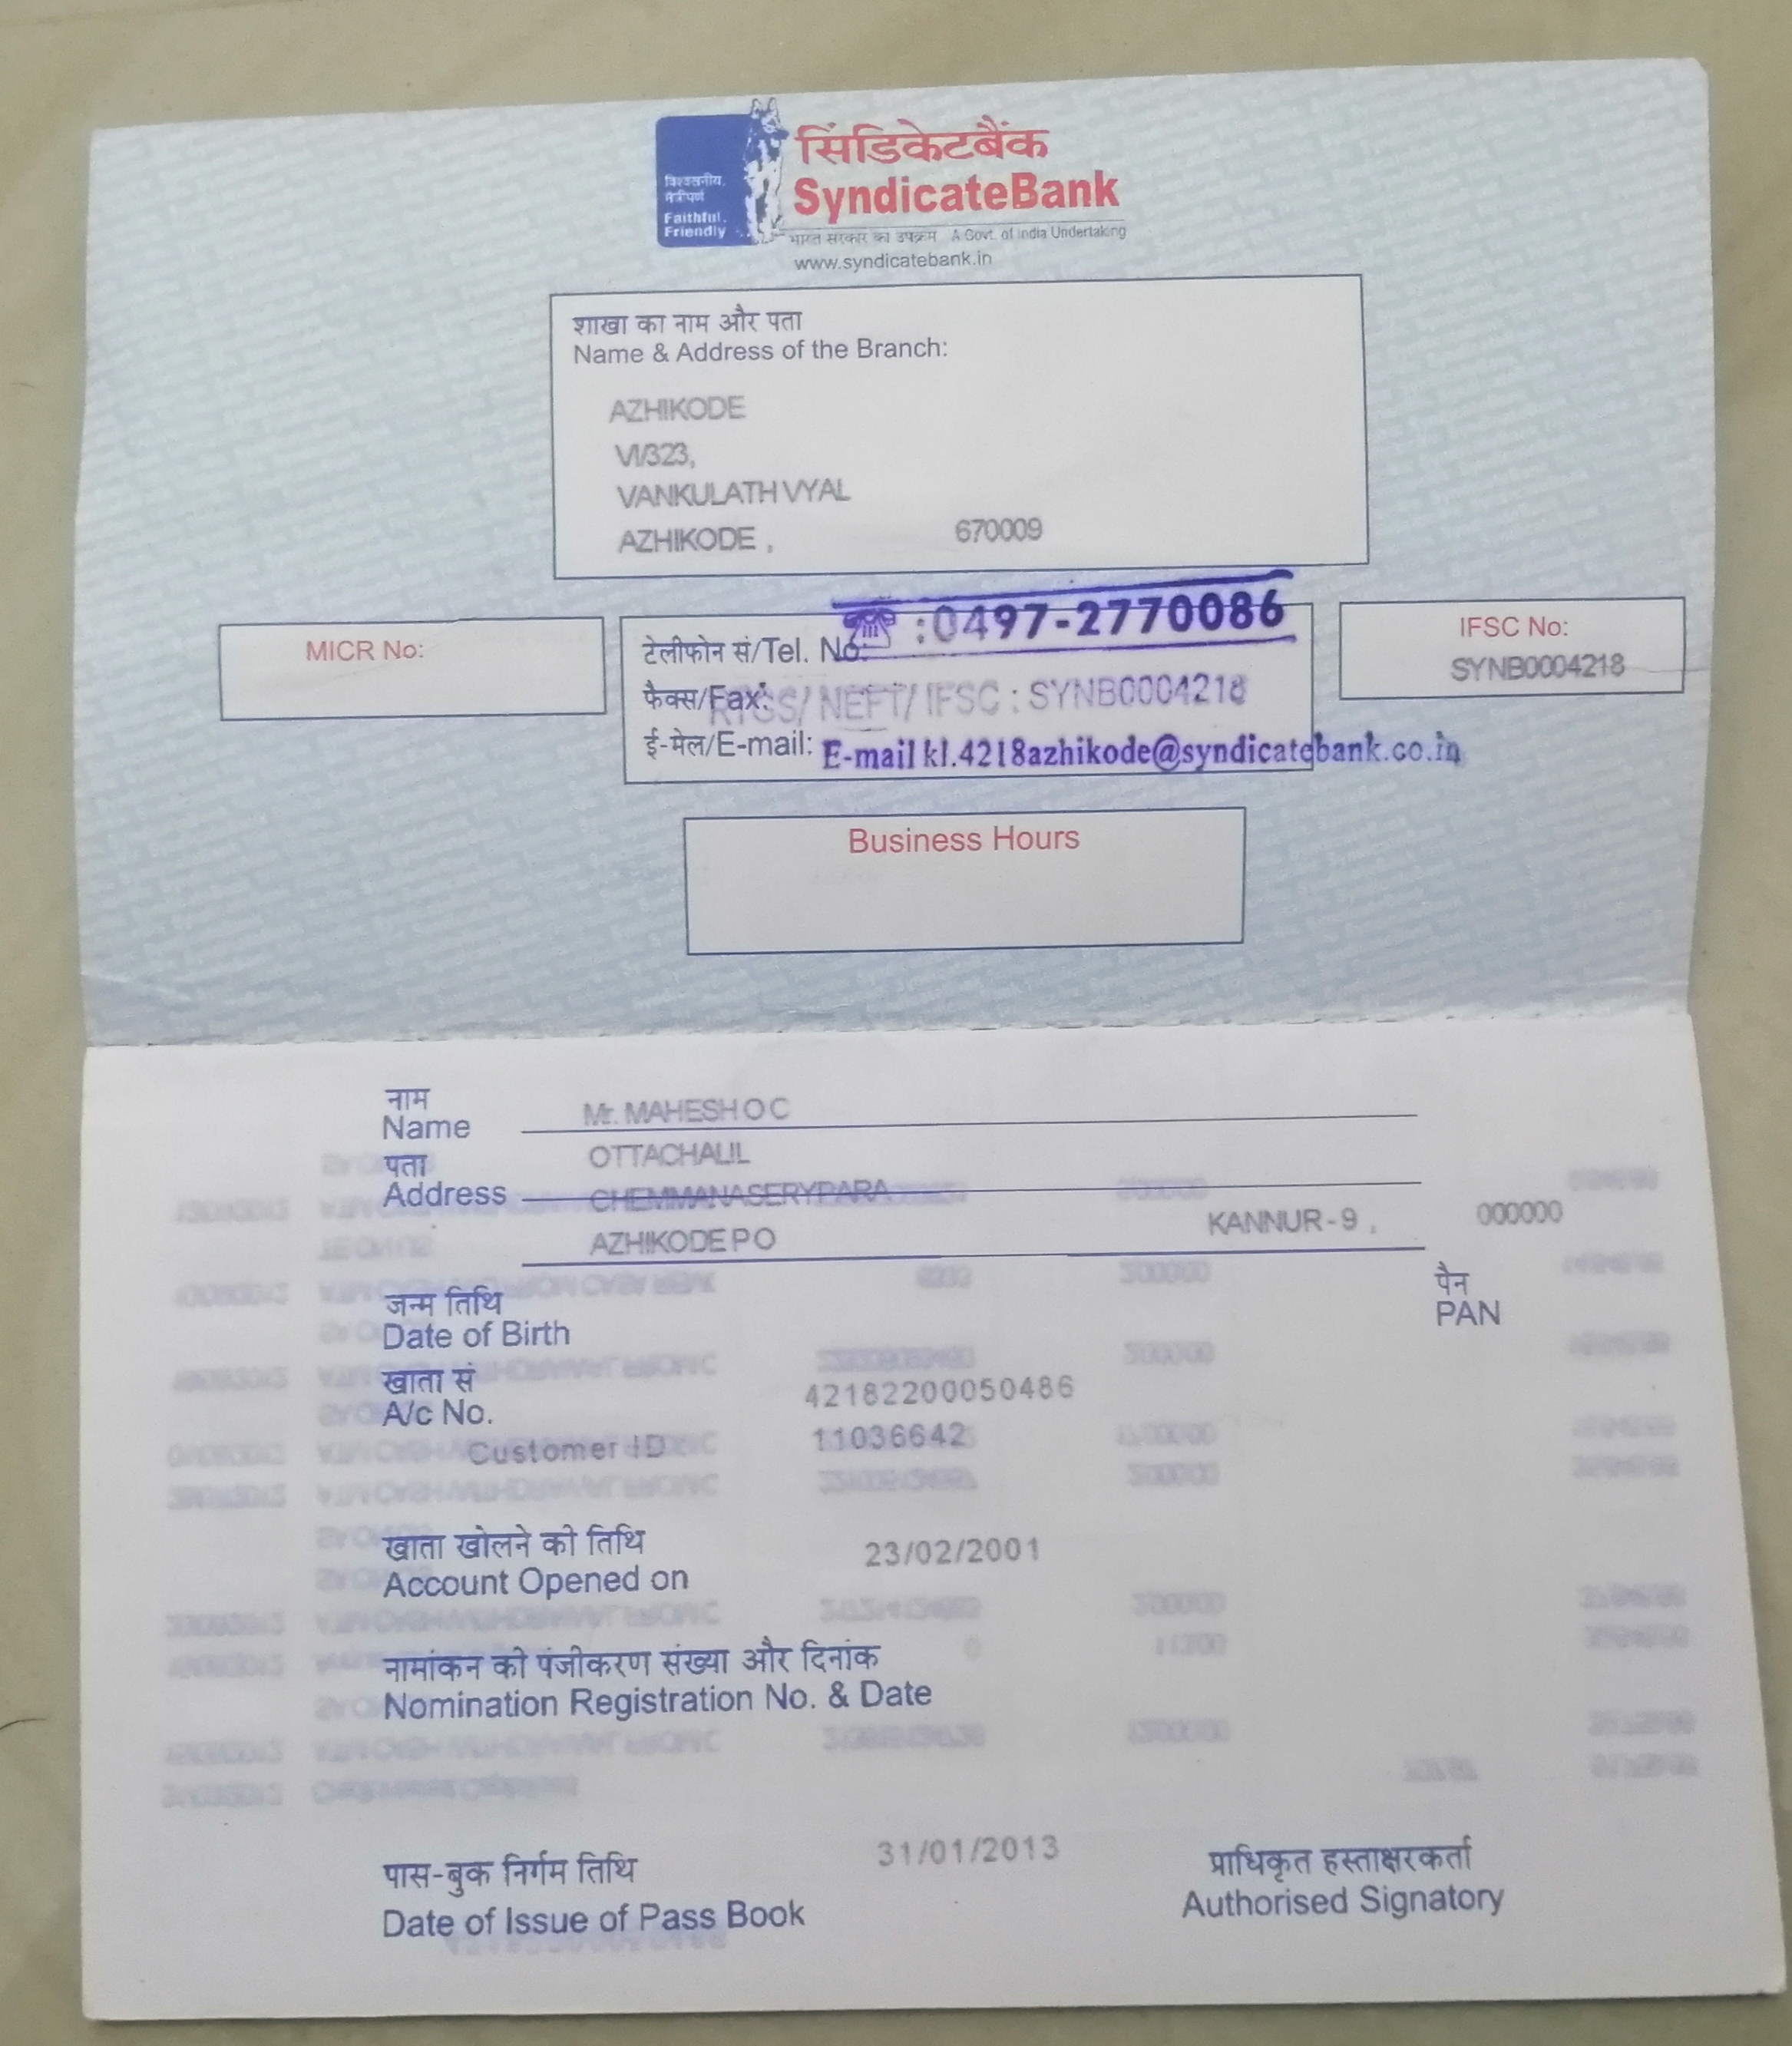 सिंडिकेटबैंक
SyndicateBank
विश्वसनीय,
मैत्रीपूर्ण
Faithful,
Friendly
भारत सरकार का उपक्रम A Govt. of India Undertaking
www.syndicatebank.in
शाखा का नाम और पता
Name & Address of the Branch:
AZHIKODE
VI/323,
VANKULATH VYAL
AZHIKODE , 670009
MICR No:
टेलीफोन सं/Tel. No: :0497-2770086
IFSC No:
SYNB0004218
फैक्स/Fax: RTGS/ NEFT/ IFSC : SYNB0004218
ई-मेल/E-mail: E-mail kl.4218azhikode@syndicatebank.co.in
Business Hours
नाम
Name Mr. MAHESH O C
पता OTTACHALIL
Address CHEMMANASERYPARA
AZHIKODE P O KANNUR - 9 , 000000
जन्म तिथि
Date of Birth
पैन
PAN
खाता सं
A/c No. 42182200050486
Customer ID 11036642
खाता खोलने की तिथि
Account Opened on 23/02/2001
नामांकन की पंजीकरण संख्या और दिनांक
Nomination Registration No. & Date
पास-बुक निर्गम तिथि 31/01/2013
Date of Issue of Pass Book
प्राधिकृत हस्ताक्षरकर्ता
Authorised Signatory